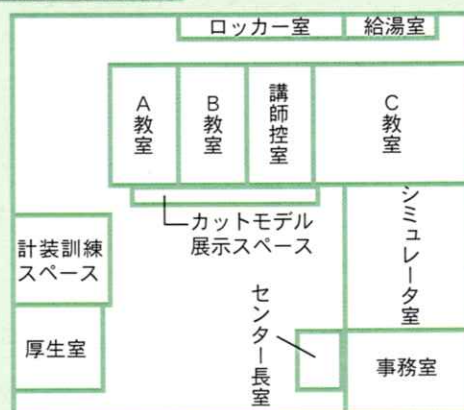 ロッカー室
給湯室
A教室
B教室
講師控室
C教室
カットモデル
展示スペース
シミュレータ室
計装訓練
スペース
センター長室
厚生室
事務室